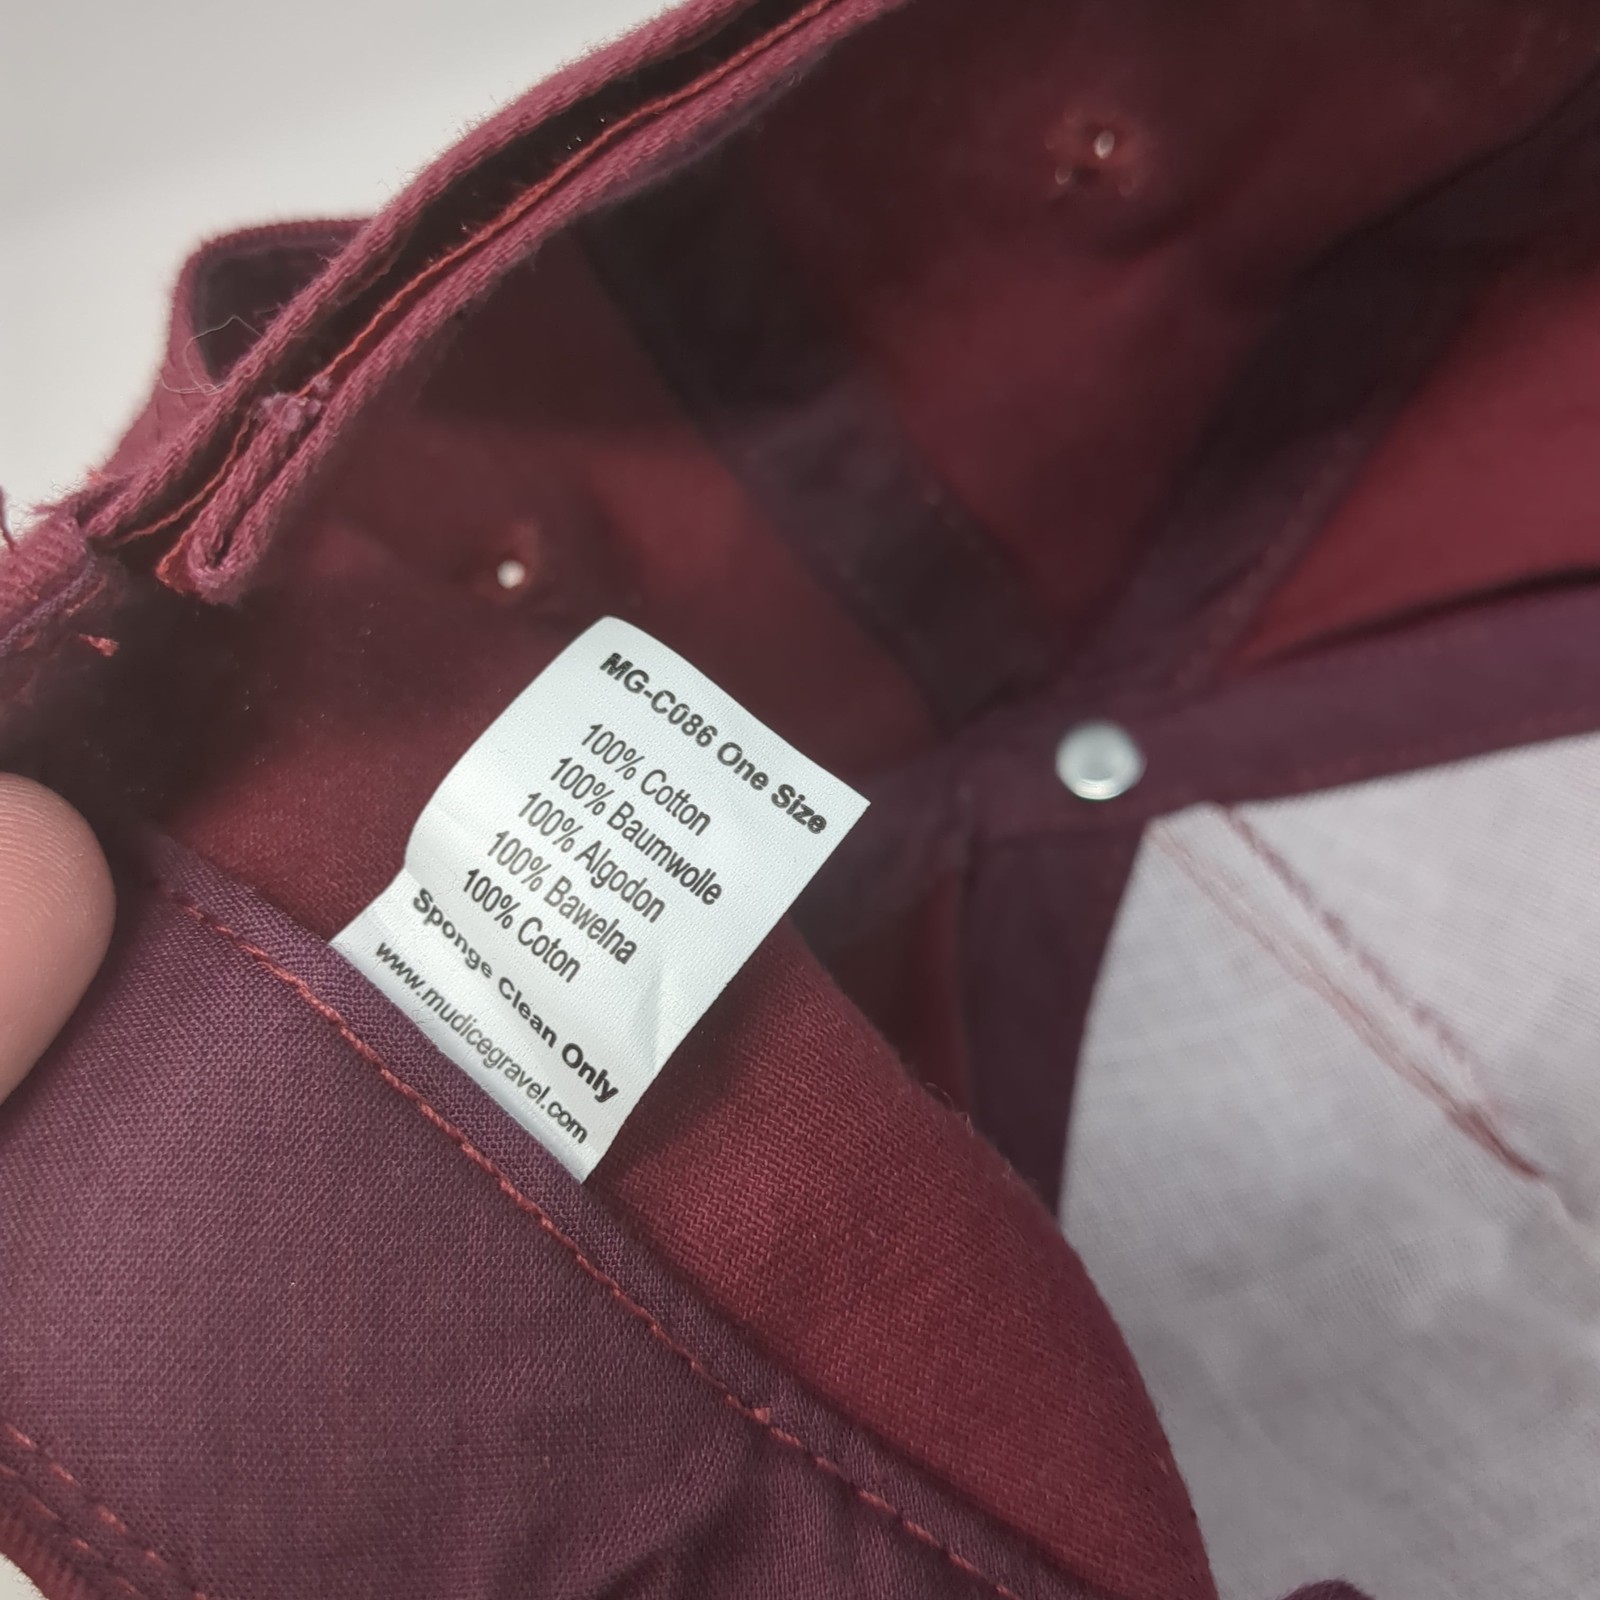 MG-C086 One Size
100% Cotton
100% Baumwolle
100% Algodon
100% Bawelna
100% Coton
Sponge Clean Only
www.mudicegravel.com